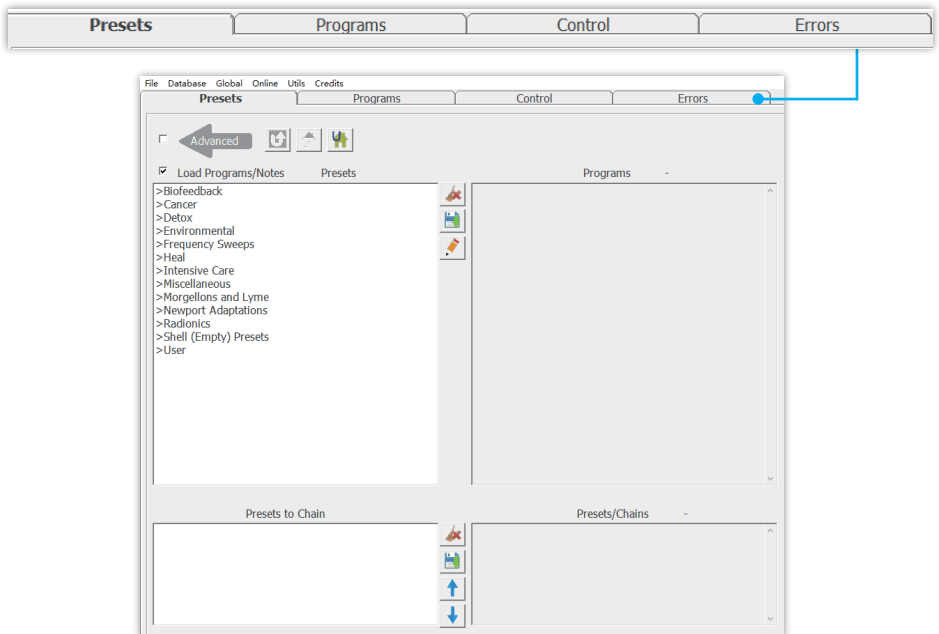 Presets Programs Control Errors
File Database Global Online Utils Credits
Presets Programs Control Errors
Advanced
Load Programs/Notes Presets Programs -
>Biofeedback
>Cancer
>Detox
>Environmental
>Frequency Sweeps
>Heal
>Intensive Care
>Miscellaneous
>Morgellons and Lyme
>Newport Adaptations
>Radionics
>Shell (Empty) Presets
>User
Presets to Chain Presets/Chains -